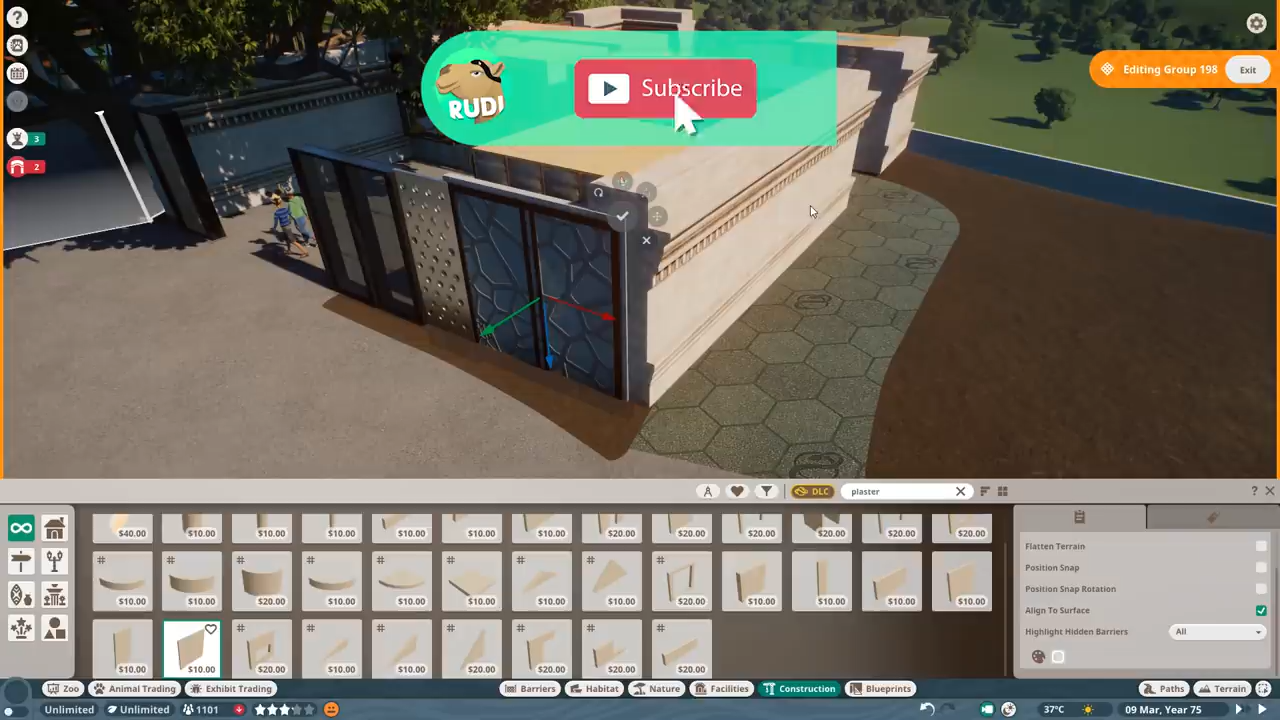 ?
Editing Group 198
Exit
Subscribe
RUDI
3
2
DLC
plaster
?
$40.00
$10.00
$10.00
$10.00
$10.00
$10.00
$10.00
$20.00
$20.00
$20.00
$20.00
$20.00
$10.00
# $10.00
# $10.00
# $20.00
# $10.00
# $10.00
# $10.00
# $10.00
# $10.00
# $20.00
$10.00
$10.00
$10.00
$10.00
$10.00
$10.00
# $20.00
# $10.00
# $10.00
# $10.00
# $20.00
# $20.00
# $20.00
Flatten Terrain
Position Snap
Position Snap Rotation
Align To Surface
Highlight Hidden Barriers
All
Zoo
Animal Trading
Exhibit Trading
Barriers
Habitat
Nature
Facilities
Construction
Blueprints
Paths
Terrain
Unlimited
Unlimited
1101
37°C
09 Mar, Year 75